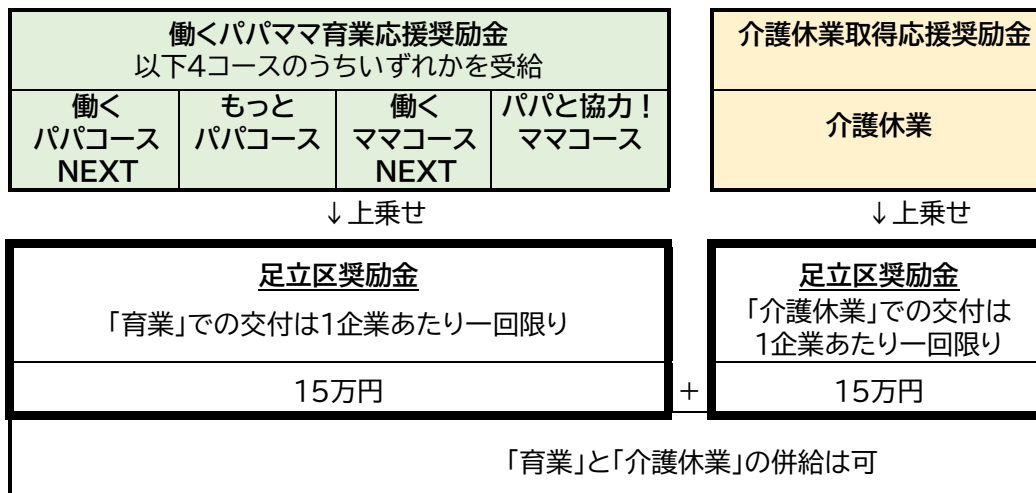 働くパパママ育業応援奨励金
以下4コースのうちいずれかを受給
働く
パパコース
NEXT
もっと
パパコース
働く
ママコース
NEXT
パパと協力！
ママコース
介護休業取得応援奨励金
介護休業
↓上乗せ
↓上乗せ
足立区奨励金
「育業」での交付は1企業あたり一回限り
15万円
+
足立区奨励金
「介護休業」での交付は
1企業あたり一回限り
15万円
「育業」と「介護休業」の併給は可